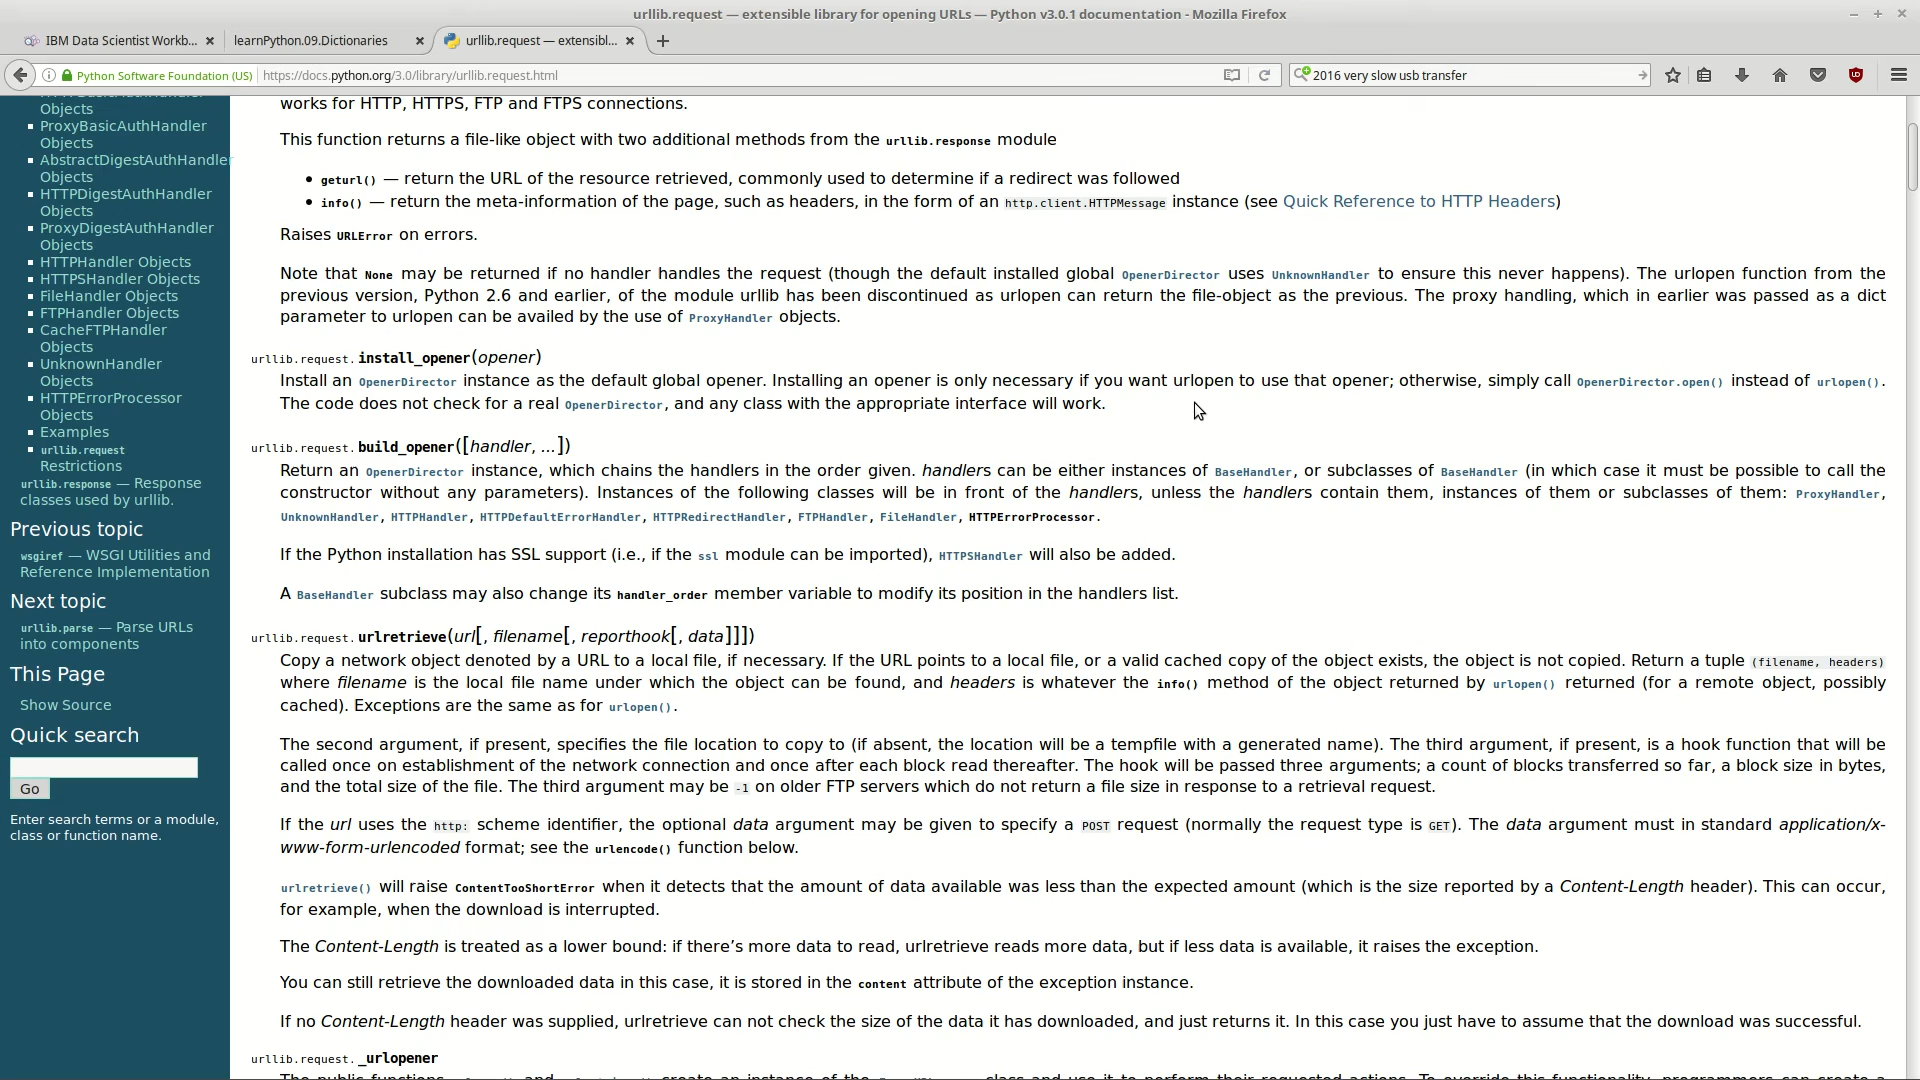 urllib.request — extensible library for opening URLs — Python v3.0.1 documentation - Mozilla Firefox
IBM Data Scientist Workb...
learnPython.09.Dictionaries
urllib.request — extensibl...
Python Software Foundation (US)
https://docs.python.org/3.0/library/urllib.request.html
2016 very slow usb transfer
Objects
ProxyBasicAuthHandler
Objects
AbstractDigestAuthHandler
Objects
HTTPDigestAuthHandler
Objects
ProxyDigestAuthHandler
Objects
HTTPHandler Objects
HTTPSHandler Objects
FileHandler Objects
FTPHandler Objects
CacheFTPHandler
Objects
UnknownHandler
Objects
HTTPErrorProcessor
Objects
Examples
urllib.request
Restrictions
urllib.response — Response
classes used by urllib.
Previous topic
wsgiref — WSGI Utilities and
Reference Implementation
Next topic
urllib.parse — Parse URLs
into components
This Page
Show Source
Quick search
Go
Enter search terms or a module,
class or function name.
works for HTTP, HTTPS, FTP and FTPS connections.
This function returns a file-like object with two additional methods from the urllib.response module
• geturl() — return the URL of the resource retrieved, commonly used to determine if a redirect was followed
• info() — return the meta-information of the page, such as headers, in the form of an http.client.HTTPMessage instance (see Quick Reference to HTTP Headers)
Raises URLError on errors.
Note that None may be returned if no handler handles the request (though the default installed global OpenerDirector uses UnknownHandler to ensure this never happens). The urlopen function from the
previous version, Python 2.6 and earlier, of the module urllib has been discontinued as urlopen can return the file-object as the previous. The proxy handling, which in earlier was passed as a dict
parameter to urlopen can be availed by the use of ProxyHandler objects.
urllib.request.install_opener(opener)
Install an OpenerDirector instance as the default global opener. Installing an opener is only necessary if you want urlopen to use that opener; otherwise, simply call OpenerDirector.open() instead of urlopen().
The code does not check for a real OpenerDirector, and any class with the appropriate interface will work.
urllib.request.build_opener([handler, ...])
Return an OpenerDirector instance, which chains the handlers in the order given. handlers can be either instances of BaseHandler, or subclasses of BaseHandler (in which case it must be possible to call the
constructor without any parameters). Instances of the following classes will be in front of the handlers, unless the handlers contain them, instances of them or subclasses of them: ProxyHandler,
UnknownHandler, HTTPHandler, HTTPDefaultErrorHandler, HTTPRedirectHandler, FTPHandler, FileHandler, HTTPErrorProcessor.
If the Python installation has SSL support (i.e., if the ssl module can be imported), HTTPSHandler will also be added.
A BaseHandler subclass may also change its handler_order member variable to modify its position in the handlers list.
urllib.request.urlretrieve(url[, filename[, reporthook[, data]]])
Copy a network object denoted by a URL to a local file, if necessary. If the URL points to a local file, or a valid cached copy of the object exists, the object is not copied. Return a tuple (filename, headers)
where filename is the local file name under which the object can be found, and headers is whatever the info() method of the object returned by urlopen() returned (for a remote object, possibly
cached). Exceptions are the same as for urlopen().
The second argument, if present, specifies the file location to copy to (if absent, the location will be a tempfile with a generated name). The third argument, if present, is a hook function that will be
called once on establishment of the network connection and once after each block read thereafter. The hook will be passed three arguments; a count of blocks transferred so far, a block size in bytes,
and the total size of the file. The third argument may be -1 on older FTP servers which do not return a file size in response to a retrieval request.
If the url uses the http: scheme identifier, the optional data argument may be given to specify a POST request (normally the request type is GET). The data argument must in standard application/x-
www-form-urlencoded format; see the urlencode() function below.
urlretrieve() will raise ContentTooShortError when it detects that the amount of data available was less than the expected amount (which is the size reported by a Content-Length header). This can occur,
for example, when the download is interrupted.
The Content-Length is treated as a lower bound: if there's more data to read, urlretrieve reads more data, but if less data is available, it raises the exception.
You can still retrieve the downloaded data in this case, it is stored in the content attribute of the exception instance.
If no Content-Length header was supplied, urlretrieve can not check the size of the data it has downloaded, and just returns it. In this case you just have to assume that the download was successful.
urllib.request._urlopener